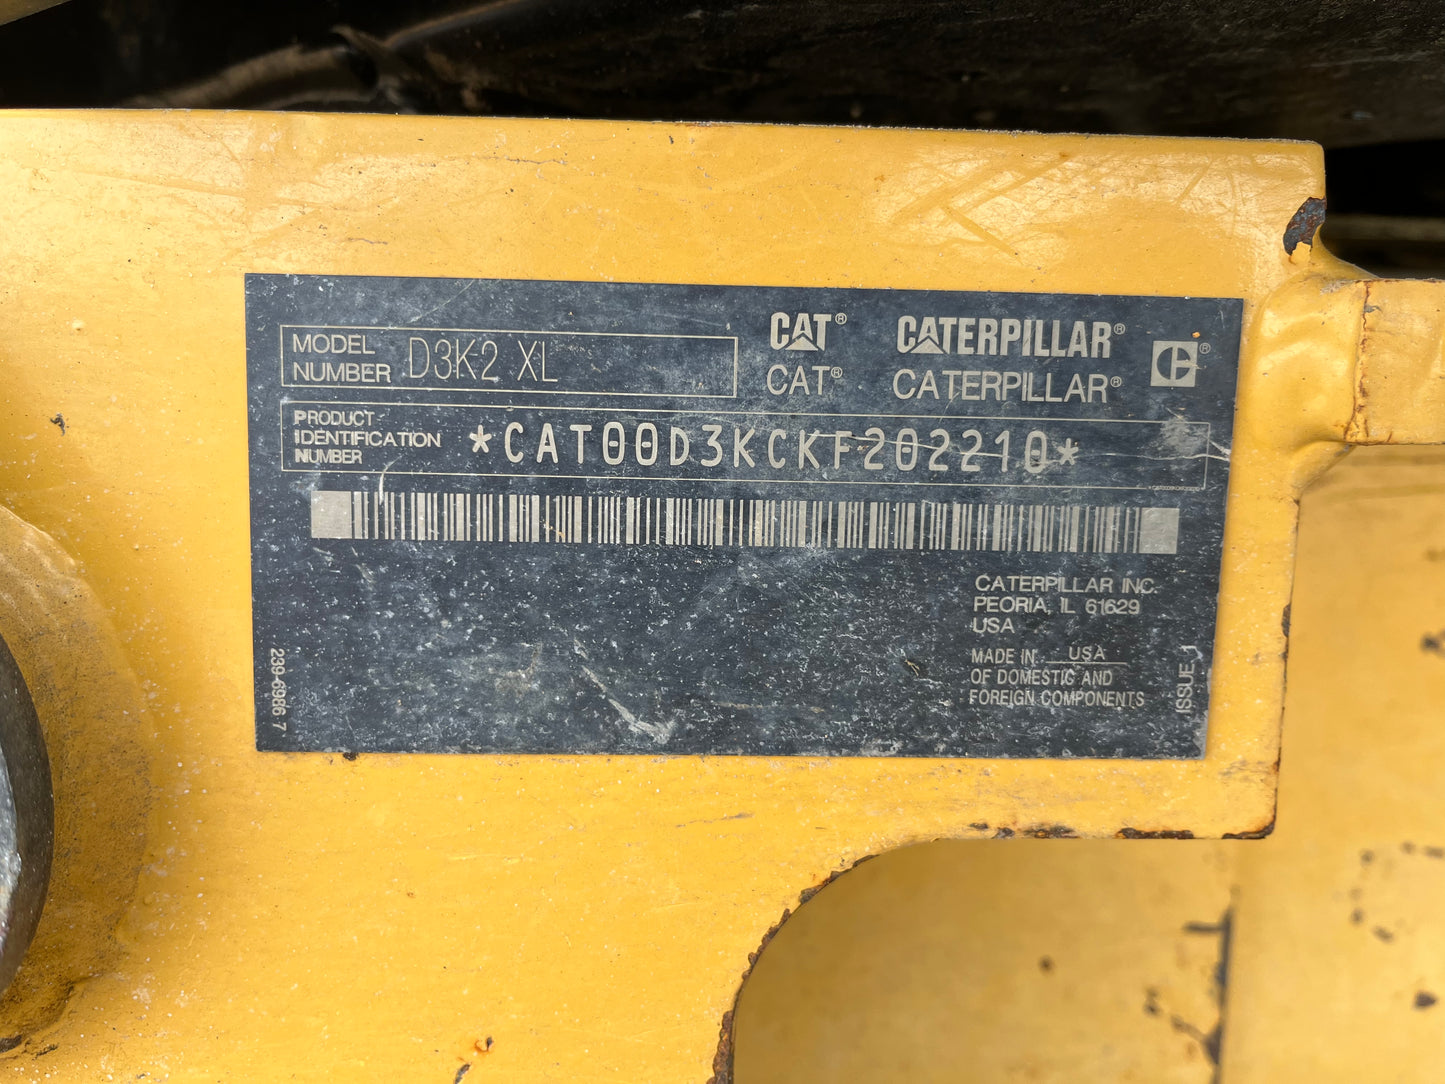 MODEL
NUMBER D3K2 XL
CAT® CATERPILLAR®
CAT® CATERPILLAR®
PRODUCT
IDENTIFICATION
NUMBER
*CAT00D3KCKF202210*
CATERPILLAR INC.
PEORIA, IL 61629
USA
MADE IN USA
OF DOMESTIC AND
FOREIGN COMPONENTS
239-6986 7
ISSUE 1